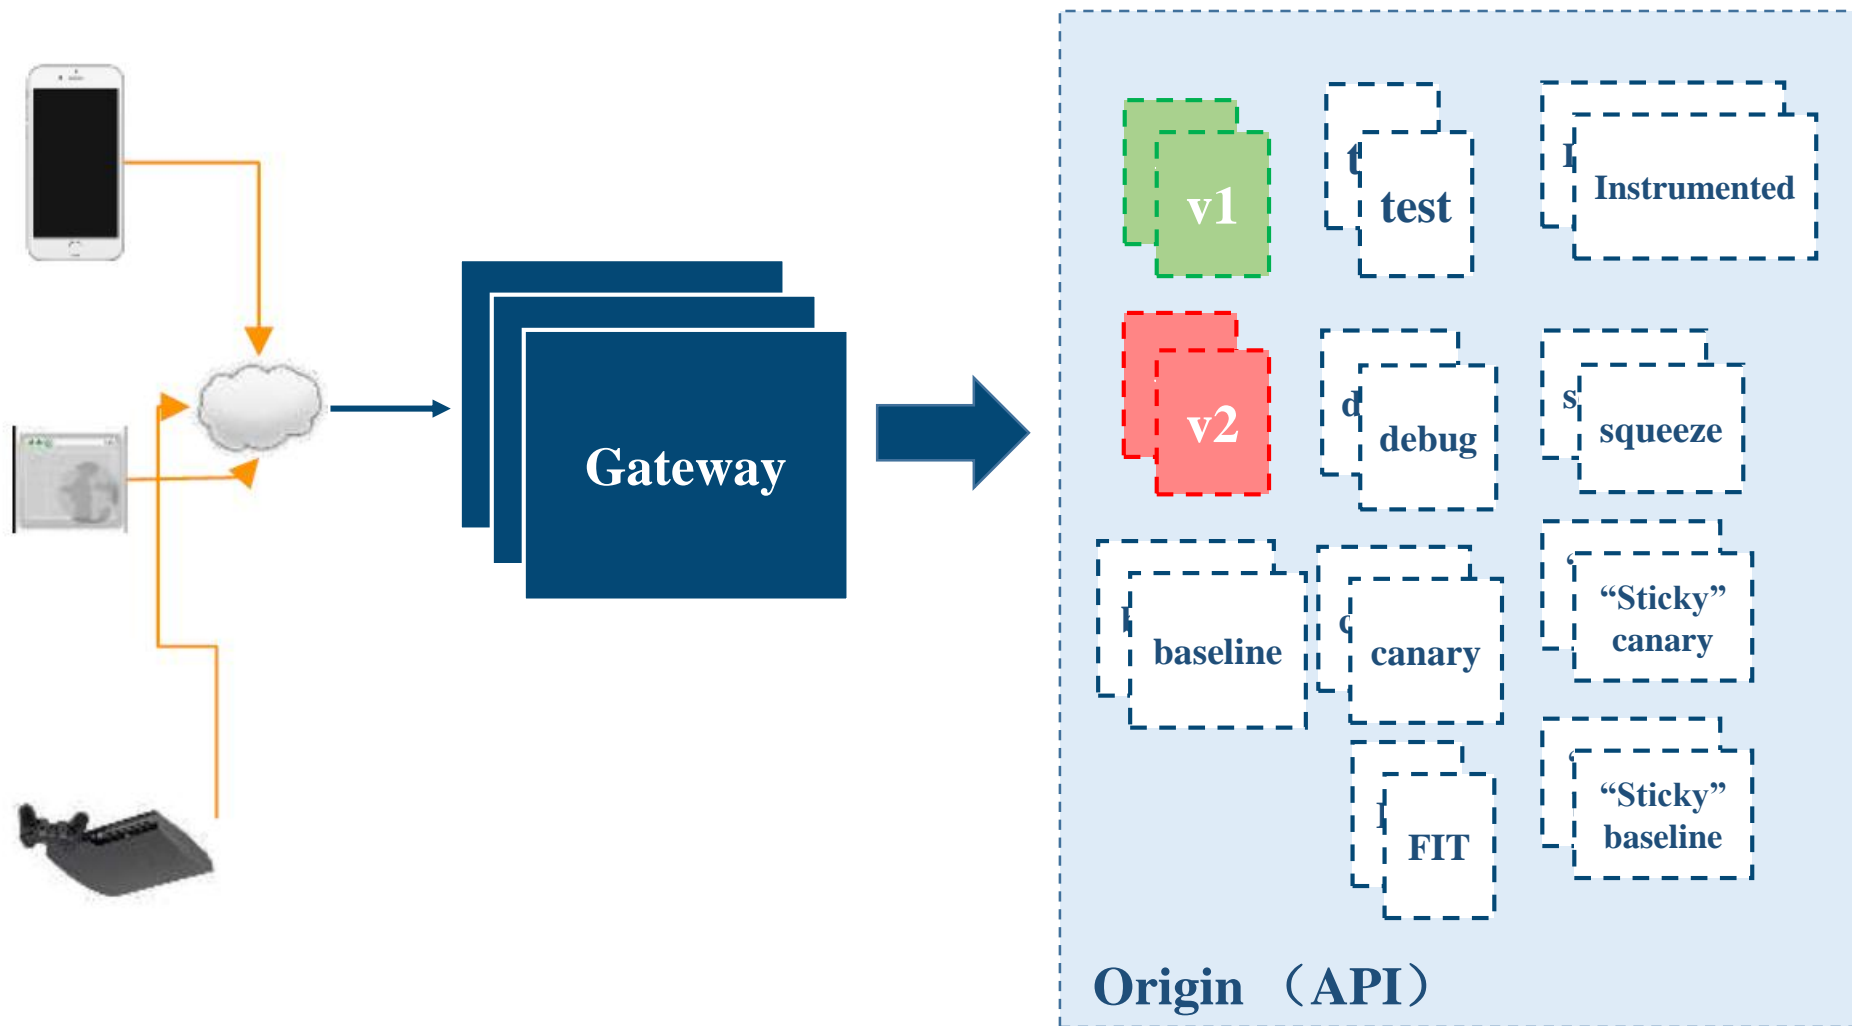 v1
test
Instrumented
Gateway
v2
debug
squeeze
baseline
canary
“Sticky”
canary
FIT
“Sticky”
baseline
Origin （API）